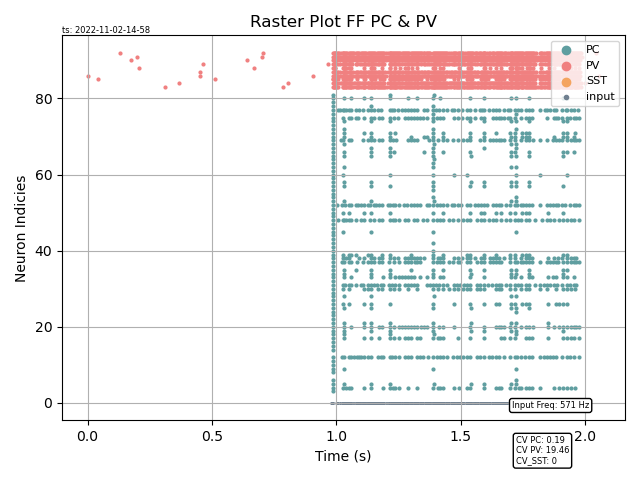 Raster Plot FF PC & PV
ts: 2022-11-02-14-58
PC
PV
SST
input
Neuron Indicies
80
60
40
20
0
Input Freq: 571 Hz
0.0 0.5 1.0 1.5 2.0
Time (s)
CV PC: 0.19
CV PV: 19.46
CV_SST: 0